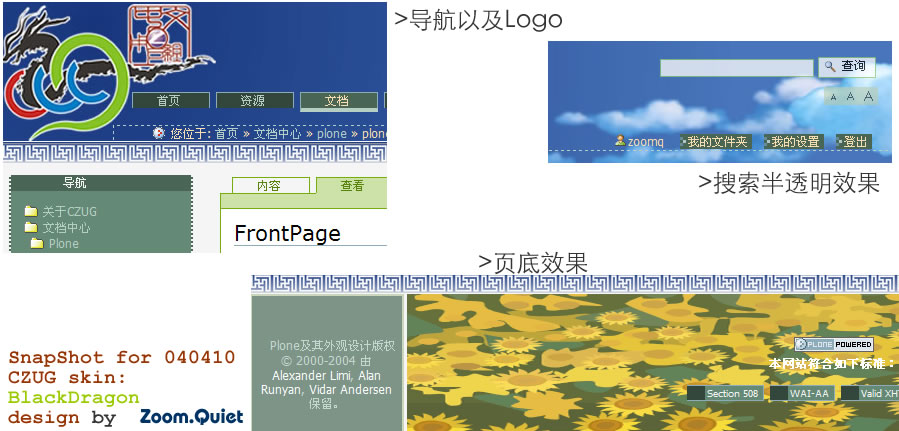 >导航以及Logo
首页 资源 文档
您位于: 首页 » 文档中心 » plone » plon
导航
关于CZUG
文档中心
Plone
内容 查看
FrontPage
查询
A A A
zoomq 我的文件夹 我的设置 登出
>搜索半透明效果
>页底效果
Plone及其外观设计版权
© 2000-2004 由
Alexander Limi, Alan
Runyan, Vidar Andersen
保留。
PLONE POWERED
本网站符合如下标准：
Section 508 WAI-AA Valid XH
SnapShot for 040410
CZUG skin:
BlackDragon
design by Zoom.Quiet